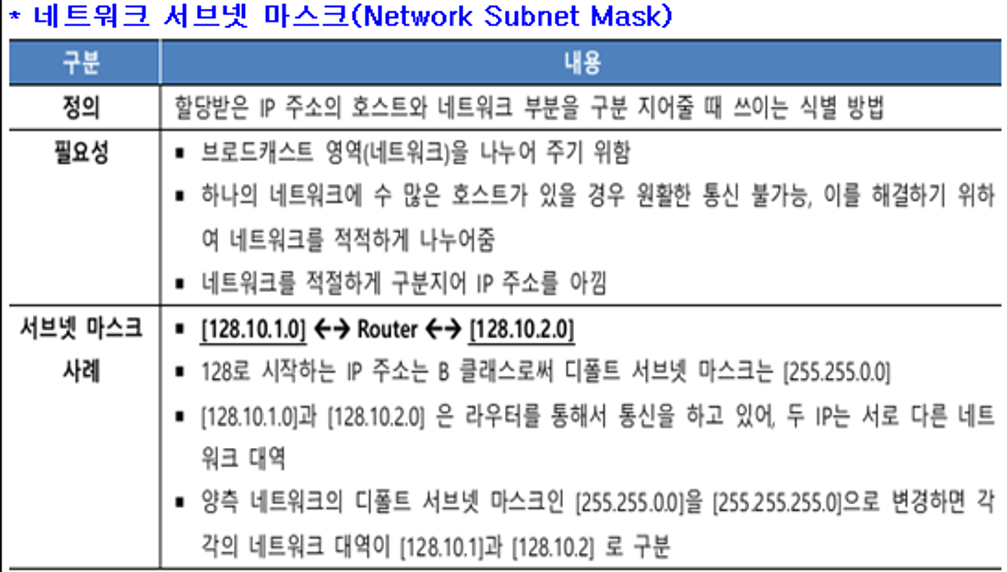 * 네트워크 서브넷 마스크(Network Subnet Mask)
구분 내용
정의 할당받은 IP 주소의 호스트와 네트워크 부분을 구분 지어줄 때 쓰이는 식별 방법
필요성 ▪ 브로드캐스트 영역(네트워크)을 나누어 주기 위함
▪ 하나의 네트워크에 수 많은 호스트가 있을 경우 원활한 통신 불가능, 이를 해결하기 위하
여 네트워크를 적적하게 나누어줌
▪ 네트워크를 적절하게 구분지어 IP 주소를 아낌
서브넷 마스크 ▪ [128.10.1.0] ←→ Router ←→ [128.10.2.0]
사례 ▪ 128로 시작하는 IP 주소는 B 클래스로써 디폴트 서브넷 마스크는 [255.255.0.0]
▪ [128.10.1.0]과 [128.10.2.0] 은 라우터를 통해서 통신을 하고 있어, 두 IP는 서로 다른 네트
워크 대역
▪ 양측 네트워크의 디폴트 서브넷 마스크인 [255.255.0.0]을 [255.255.255.0]으로 변경하면 각
각의 네트워크 대역이 [128.10.1]과 [128.10.2] 로 구분